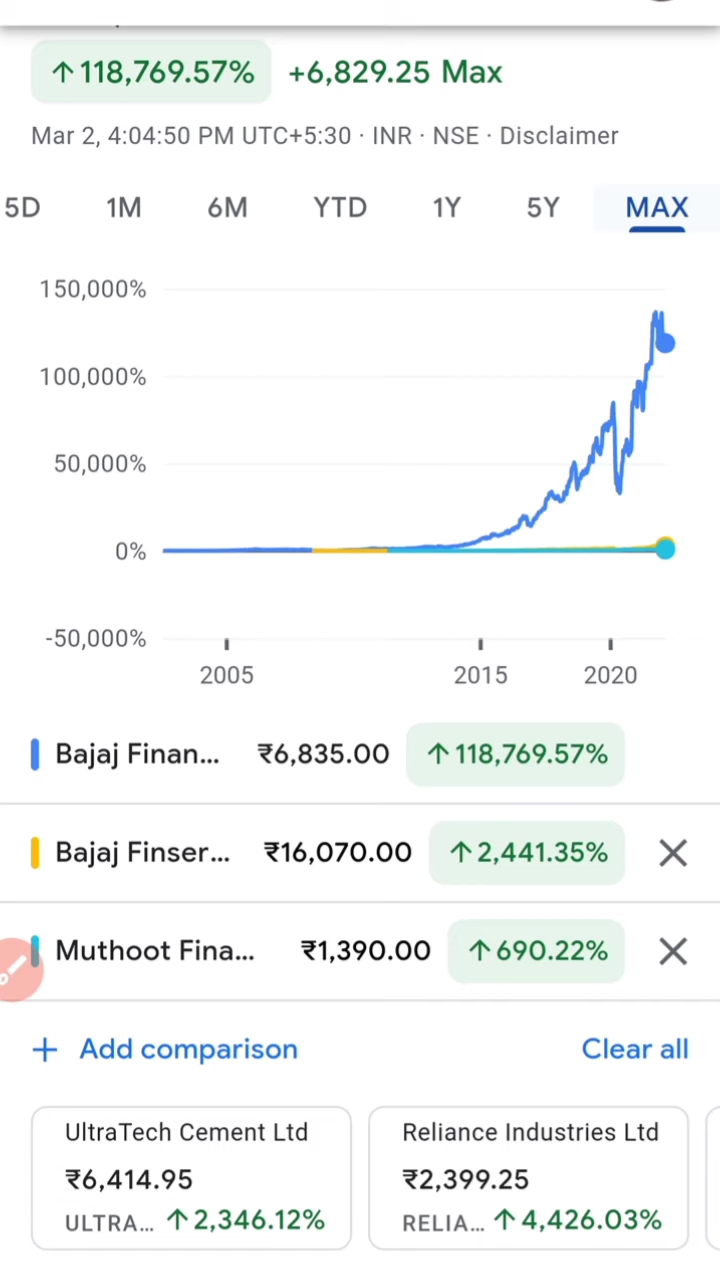 ↑118,769.57% +6,829.25 Max
Mar 2, 4:04:50 PM UTC+5:30 · INR · NSE · Disclaimer
5D 1M 6M YTD 1Y 5Y MAX
150,000%
100,000%
50,000%
0%
-50,000%
2005 2015 2020
Bajaj Finan... ₹6,835.00 ↑118,769.57%
Bajaj Finser... ₹16,070.00 ↑2,441.35%
Muthoot Fina... ₹1,390.00 ↑690.22%
+ Add comparison Clear all
UltraTech Cement Ltd Reliance Industries Ltd
₹6,414.95 ₹2,399.25
ULTRA... ↑2,346.12% RELIA... ↑4,426.03%